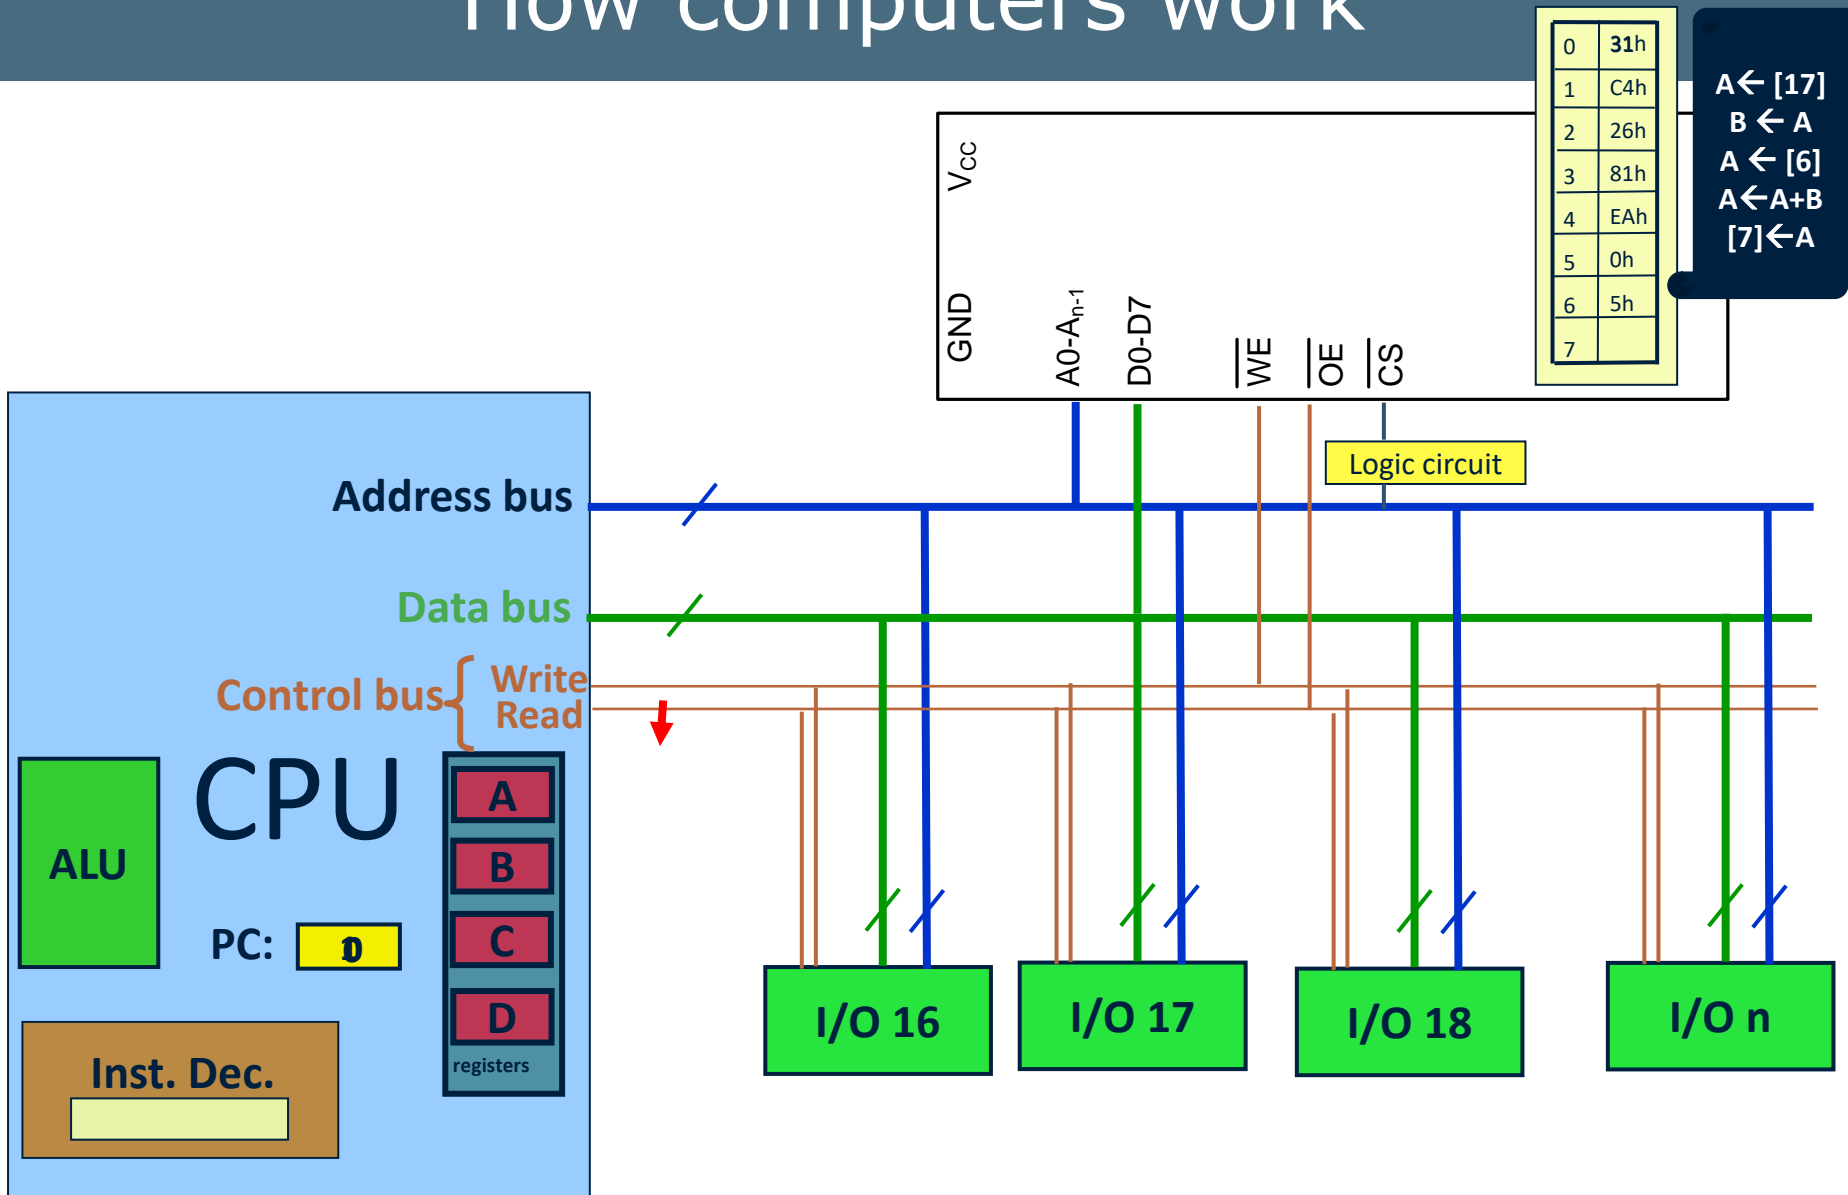 How computers work
0 31h
1 C4h
2 26h
3 81h
4 EAh
5 0h
6 5h
7
A← [17]
B ← A
A ← [6]
A←A+B
[7]←A
VCC
GND
A0-An-1
D0-D7
WE
OE
CS
Logic circuit
Address bus
Data bus
Control bus
Write
Read
CPU
ALU
A
B
C
D
registers
PC:
Inst. Dec.
I/O 16
I/O 17
I/O 18
I/O n